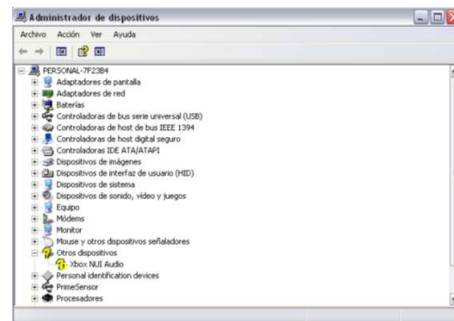 Administrador de dispositivos
Archivo Acción Ver Ayuda
PERSONAL-7F23B4
Adaptadores de pantalla
Adaptadores de red
Baterías
Controladoras de bus serie universal (USB)
Controladoras de host de bus IEEE 1394
Controladoras de host digital seguro
Controladoras IDE ATA/ATAPI
Dispositivos de imágenes
Dispositivos de interfaz de usuario (HID)
Dispositivos de sistema
Dispositivos de sonido, vídeo y juegos
Equipo
Módems
Monitor
Mouse y otros dispositivos señaladores
Otros dispositivos
Xbox NUI Audio
Personal identification devices
PrimeSensor
Procesadores